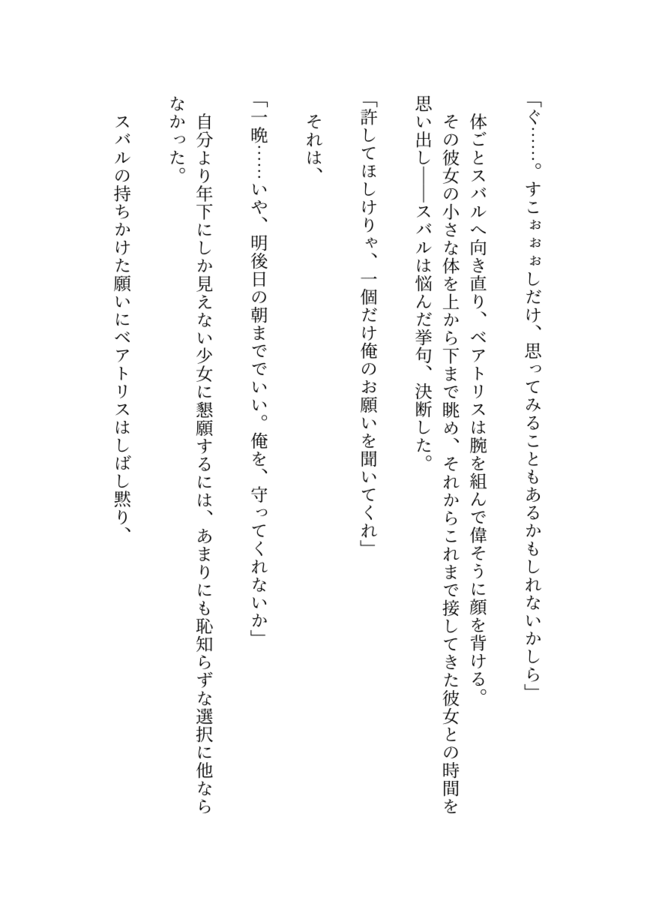 「ぐ……。すこぉぉぉしだけ、思ってみることもあるかもしれないかしら」
体ごとスバルへ向き直り、ベアトリスは腕を組んで偉そうに顔を背ける。
その彼女の小さな体を上から下まで眺め、それからこれまで接してきた彼女との時間を
思い出し――スバルは悩んだ挙句、決断した。
「許してほしけりゃ、一個だけ俺のお願いを聞いてくれ」
それは、
「一晩……いや、明後日の朝まででいい。俺を、守ってくれないか」
自分より年下にしか見えない少女に懇願するには、あまりにも恥知らずな選択に他なら
なかった。
スバルの持ちかけた願いにベアトリスはしばし黙り、